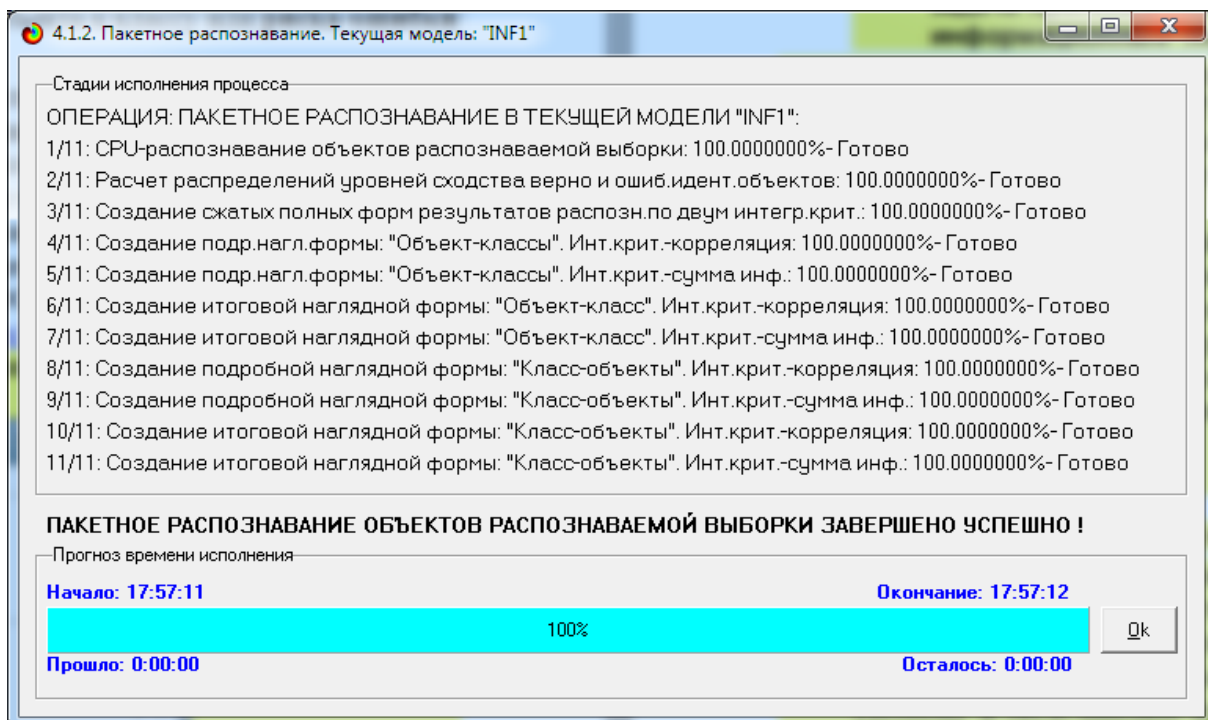 4.1.2. Пакетное распознавание. Текущая модель: "INF1"
Стадии исполнения процесса
ОПЕРАЦИЯ: ПАКЕТНОЕ РАСПОЗНАВАНИЕ В ТЕКУЩЕЙ МОДЕЛИ "INF1":
1/11: CPU-распознавание объектов распознаваемой выборки: 100.0000000%- Готово
2/11: Расчет распределений уровней сходства верно и ошиб.идент.объектов: 100.0000000%- Готово
3/11: Создание сжатых полных форм результатов распозн.по двум интегр.крит.: 100.0000000%- Готово
4/11: Создание подр.нагл.формы: "Объект-классы". Инт.крит.-корреляция: 100.0000000%- Готово
5/11: Создание подр.нагл.формы: "Объект-классы". Инт.крит.-сумма инф.: 100.0000000%- Готово
6/11: Создание итоговой наглядной формы: "Объект-класс". Инт.крит.-корреляция: 100.0000000%- Готово
7/11: Создание итоговой наглядной формы: "Объект-класс". Инт.крит.-сумма инф.: 100.0000000%- Готово
8/11: Создание подробной наглядной формы: "Класс-объекты". Инт.крит.-корреляция: 100.0000000%- Готово
9/11: Создание подробной наглядной формы: "Класс-объекты". Инт.крит.-сумма инф.: 100.0000000%- Готово
10/11: Создание итоговой наглядной формы: "Класс-объекты". Инт.крит.-корреляция: 100.0000000%- Готово
11/11: Создание итоговой наглядной формы: "Класс-объекты". Инт.крит.-сумма инф.: 100.0000000%- Готово
ПАКЕТНОЕ РАСПОЗНАВАНИЕ ОБЪЕКТОВ РАСПОЗНАВАЕМОЙ ВЫБОРКИ ЗАВЕРШЕНО УСПЕШНО !
Прогноз времени исполнения
Начало: 17:57:11 Окончание: 17:57:12
100% Ok
Прошло: 0:00:00 Осталось: 0:00:00